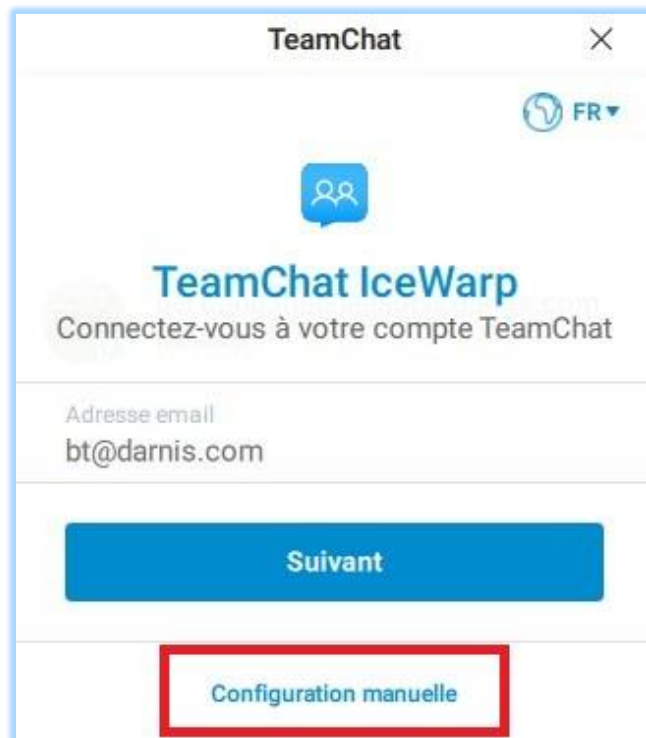 TeamChat
FR
TeamChat IceWarp
Connectez-vous à votre compte TeamChat
Adresse email
bt@darnis.com
Suivant
Configuration manuelle